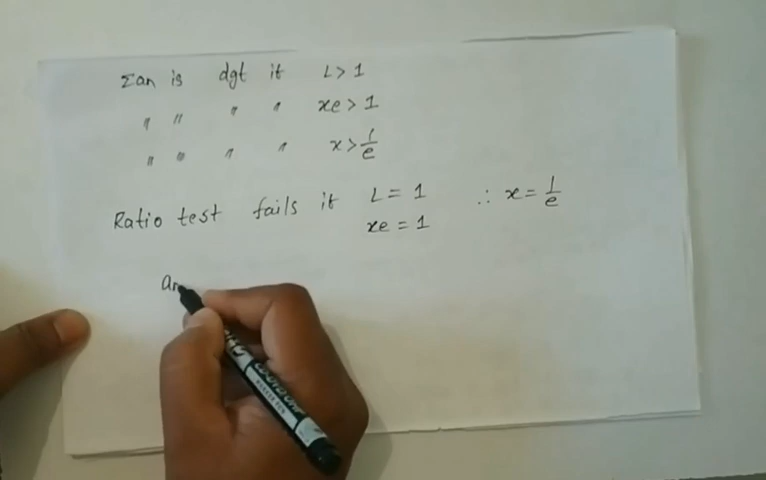 Σan is dgt if L > 1
" " " " xe > 1
" " " " x > 1/e
Ratio test fails if L = 1 ∴ x = 1/e
xe = 1
an